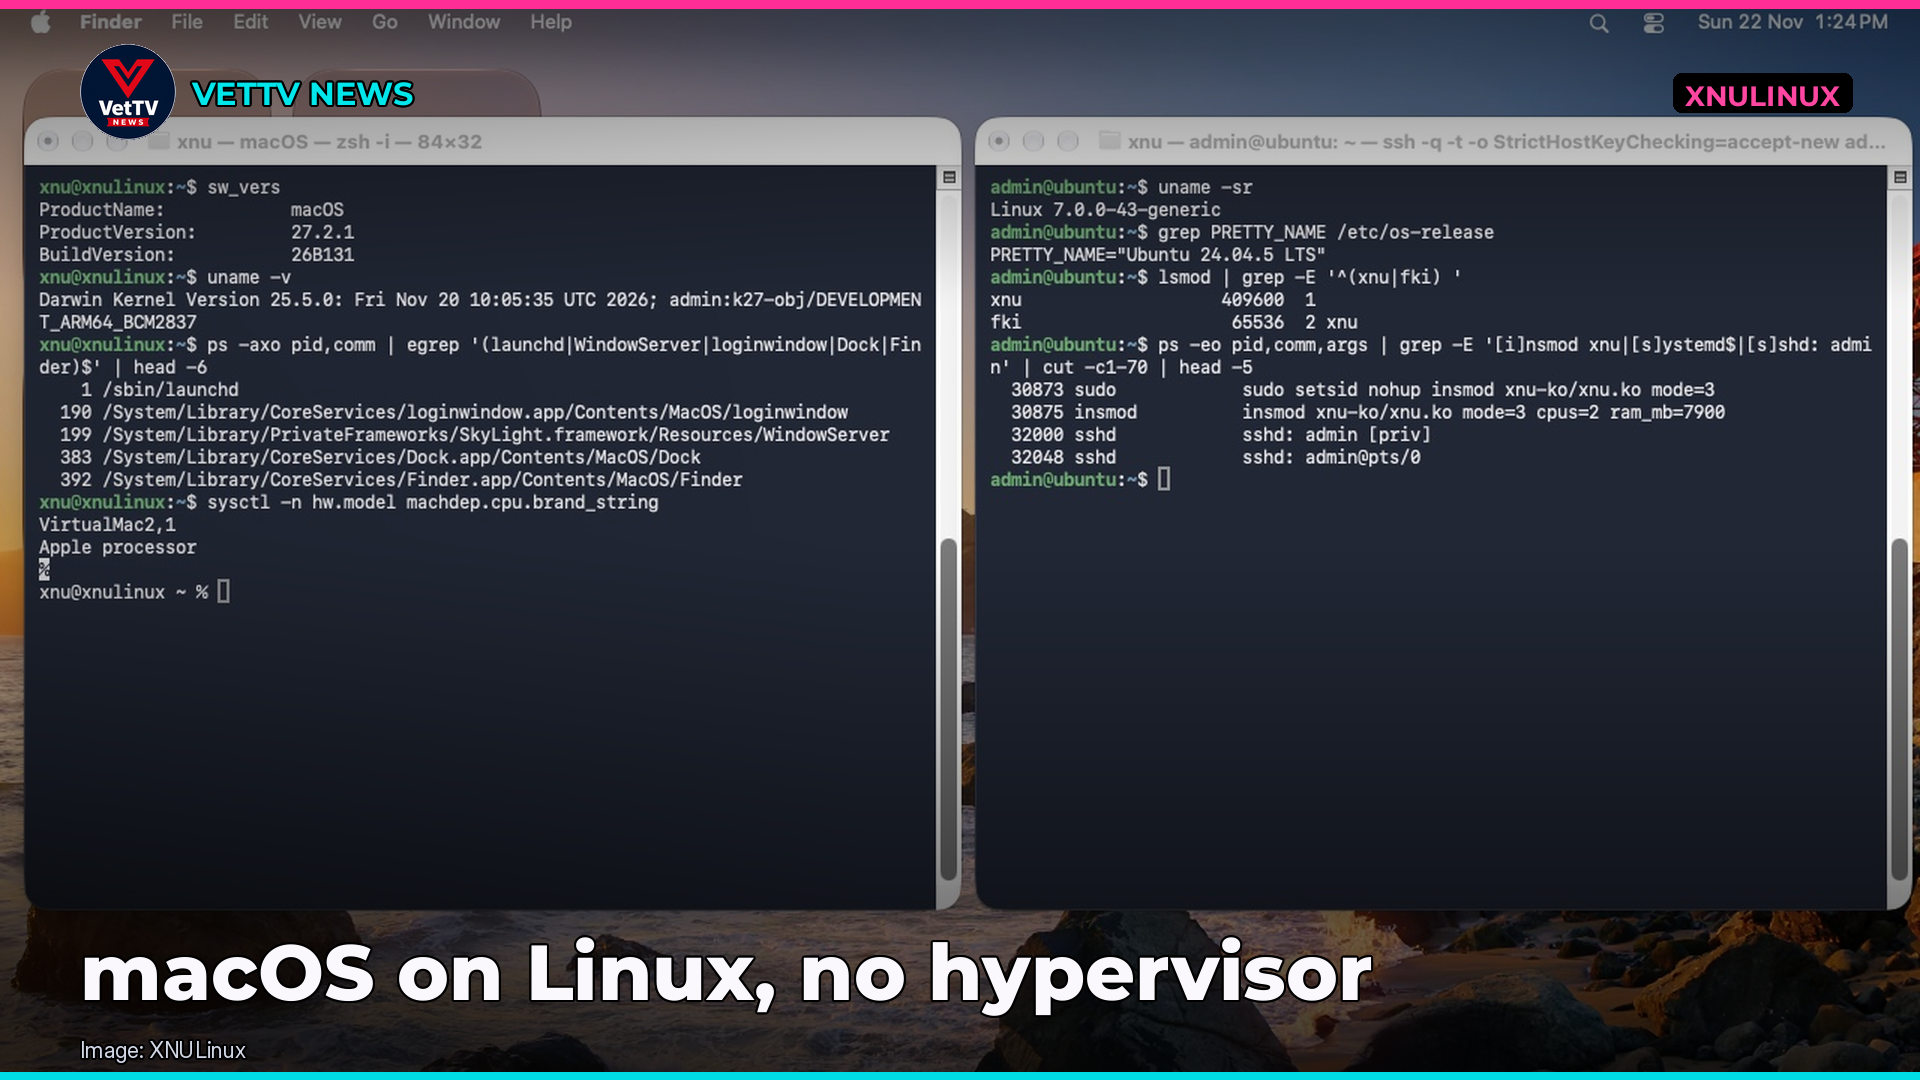 Finder File Edit View Go Window Help
Sun 22 Nov 1:24 PM
VetTV
NEWS
VETTV NEWS
XNULINUX
xnu — macOS — zsh -i — 84×32
xnu@xnulinux:~$ sw_vers
ProductName: macOS
ProductVersion: 27.2.1
BuildVersion: 26B131
xnu@xnulinux:~$ uname -v
Darwin Kernel Version 25.5.0: Fri Nov 20 10:05:35 UTC 2026; admin:k27-obj/DEVELOPMEN
T_ARM64_BCM2837
xnu@xnulinux:~$ ps -axo pid,comm | egrep '(launchd|WindowServer|loginwindow|Dock|Fin
der)$' | head -6
1 /sbin/launchd
190 /System/Library/CoreServices/loginwindow.app/Contents/MacOS/loginwindow
199 /System/Library/PrivateFrameworks/SkyLight.framework/Resources/WindowServer
383 /System/Library/CoreServices/Dock.app/Contents/MacOS/Dock
392 /System/Library/CoreServices/Finder.app/Contents/MacOS/Finder
xnu@xnulinux:~$ sysctl -n hw.model machdep.cpu.brand_string
VirtualMac2,1
Apple processor
%
xnu@xnulinux ~ %
xnu — admin@ubuntu: ~ — ssh -q -t -o StrictHostKeyChecking=accept-new ad...
admin@ubuntu:~$ uname -sr
Linux 7.0.0-43-generic
admin@ubuntu:~$ grep PRETTY_NAME /etc/os-release
PRETTY_NAME="Ubuntu 24.04.5 LTS"
admin@ubuntu:~$ lsmod | grep -E '^(xnu|fki) '
xnu 409600 1
fki 65536 2 xnu
admin@ubuntu:~$ ps -eo pid,comm,args | grep -E '[i]nsmod xnu|[s]ystemd$|[s]shd: admi
n' | cut -c1-70 | head -5
30873 sudo sudo setsid nohup insmod xnu-ko/xnu.ko mode=3
30875 insmod insmod xnu-ko/xnu.ko mode=3 cpus=2 ram_mb=7900
32000 sshd sshd: admin [priv]
32048 sshd sshd: admin@pts/0
admin@ubuntu:~$
macOS on Linux, no hypervisor
Image: XNULinux